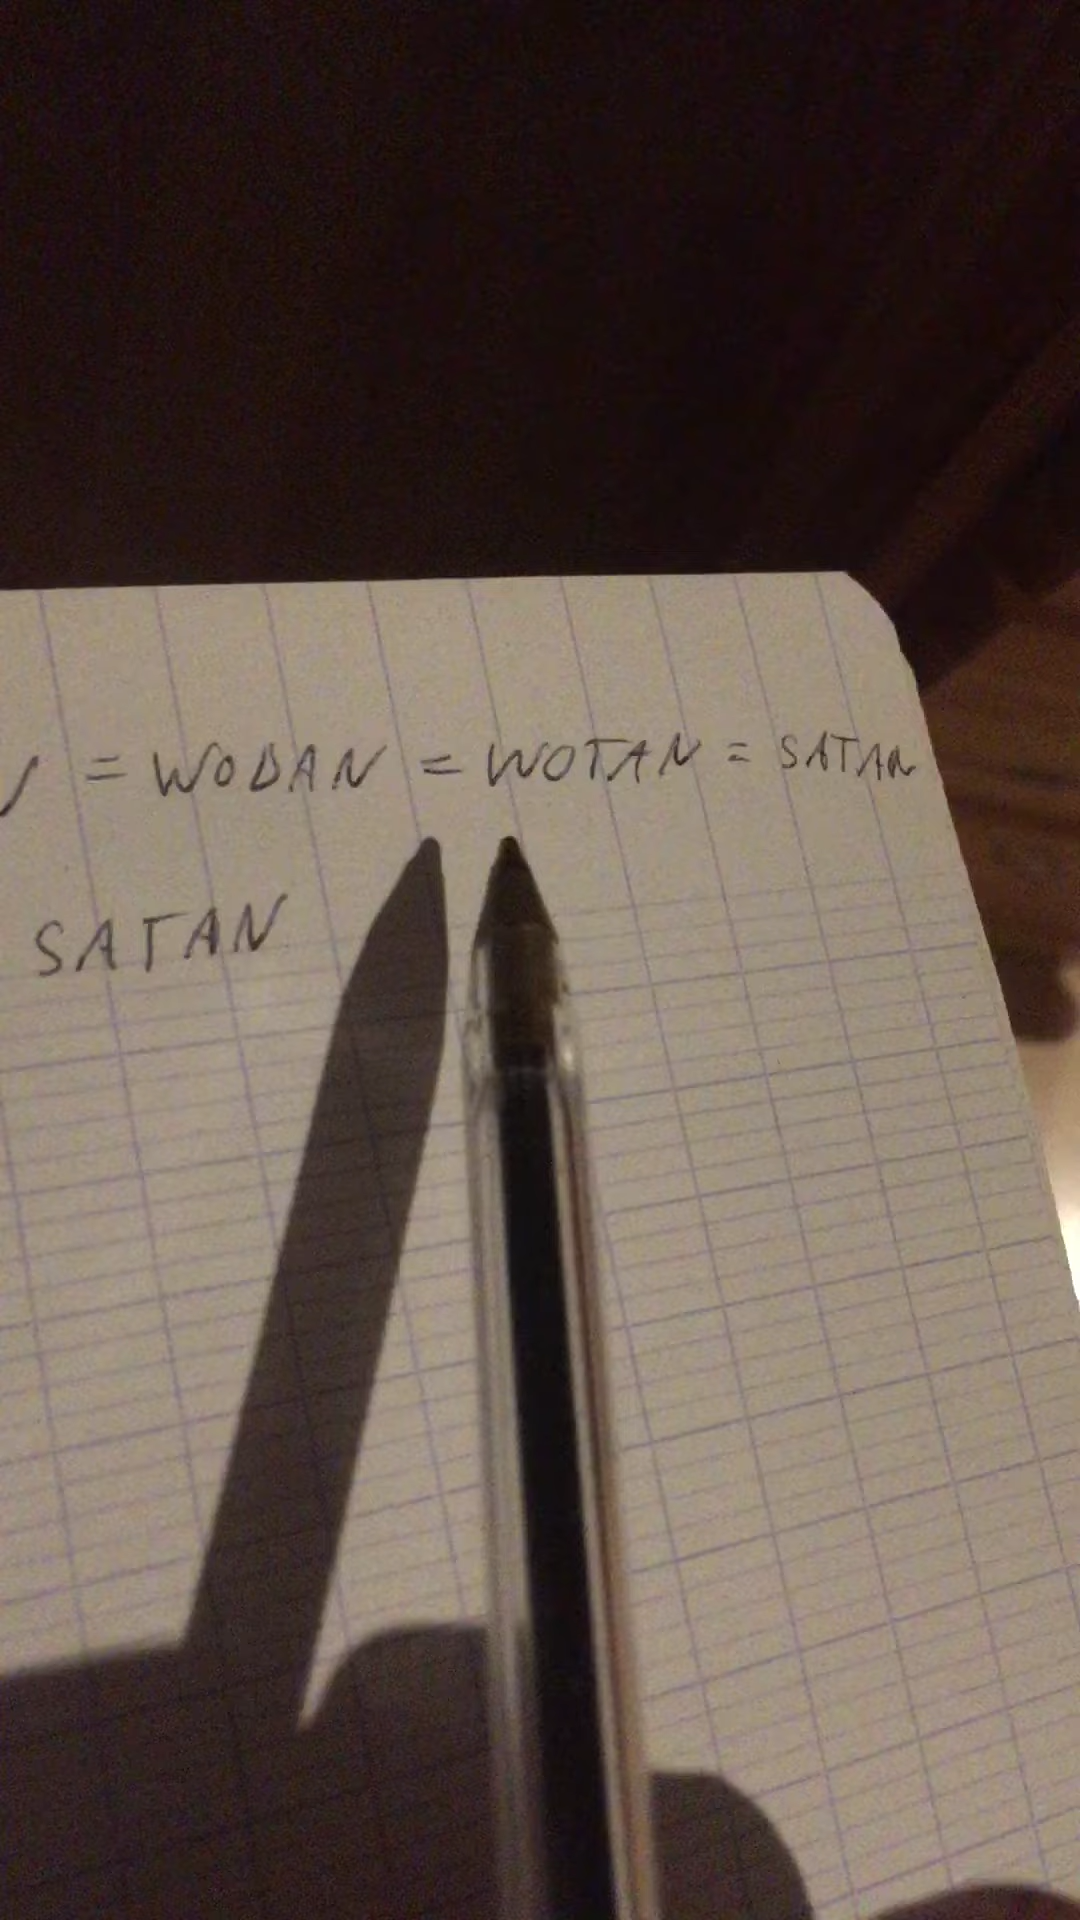 = WODAN = WOTAN = SATAN
SATAN